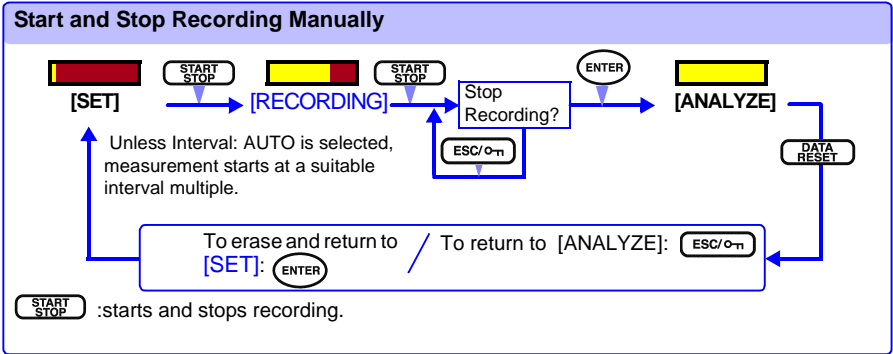 Start and Stop Recording Manually
START STOP
START STOP
ENTER
[SET]
[RECORDING]
Stop
Recording?
[ANALYZE]
ESC/
DATA RESET
Unless Interval: AUTO is selected,
measurement starts at a suitable
interval multiple.
To erase and return to
[SET]: ENTER
/ To return to [ANALYZE]: ESC/
START STOP :starts and stops recording.